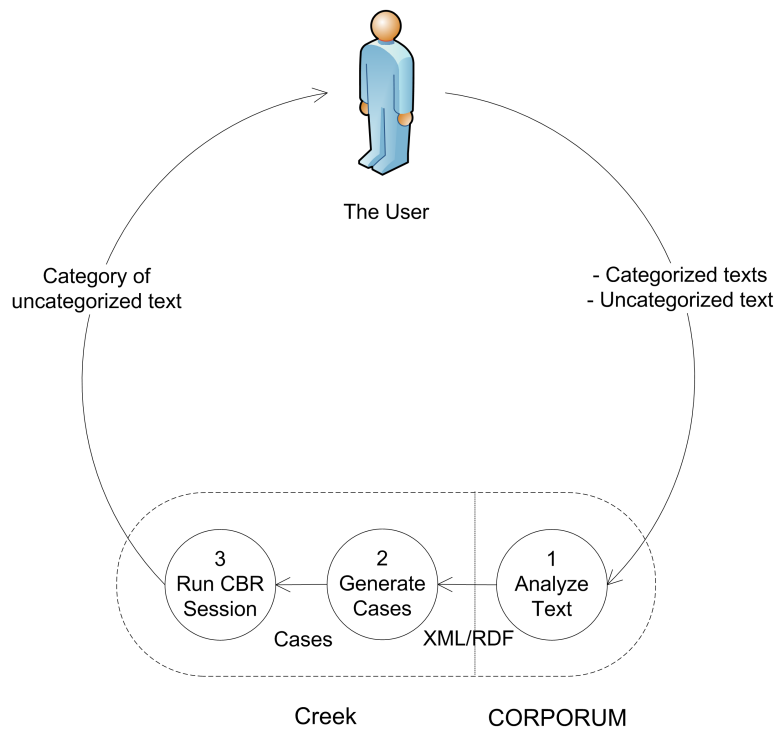 The User
Category of
uncategorized text
- Categorized texts
- Uncategorized text
3
Run CBR
Session
2
Generate
Cases
1
Analyze
Text
Cases
XML/RDF
Creek
CORPORUM